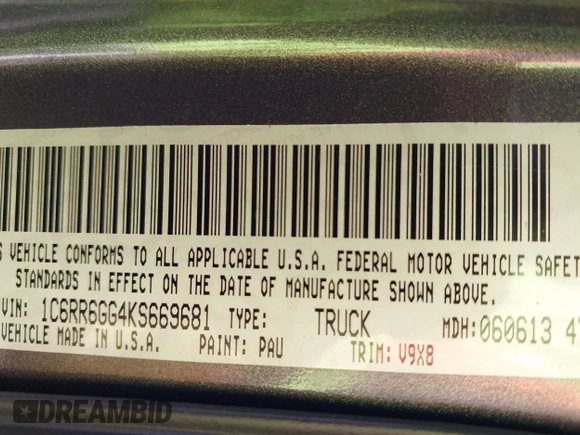 VEHICLE CONFORMS TO ALL APPLICABLE U.S.A. FEDERAL MOTOR VEHICLE SAFET
STANDARDS IN EFFECT ON THE DATE OF MANUFACTURE SHOWN ABOVE.
VIN: 1C6RR6GG4KS669681 TYPE: TRUCK MDH:060613 4
VEHICLE MADE IN U.S.A. PAINT: PAU TRIM: V9X8
DREAMBID